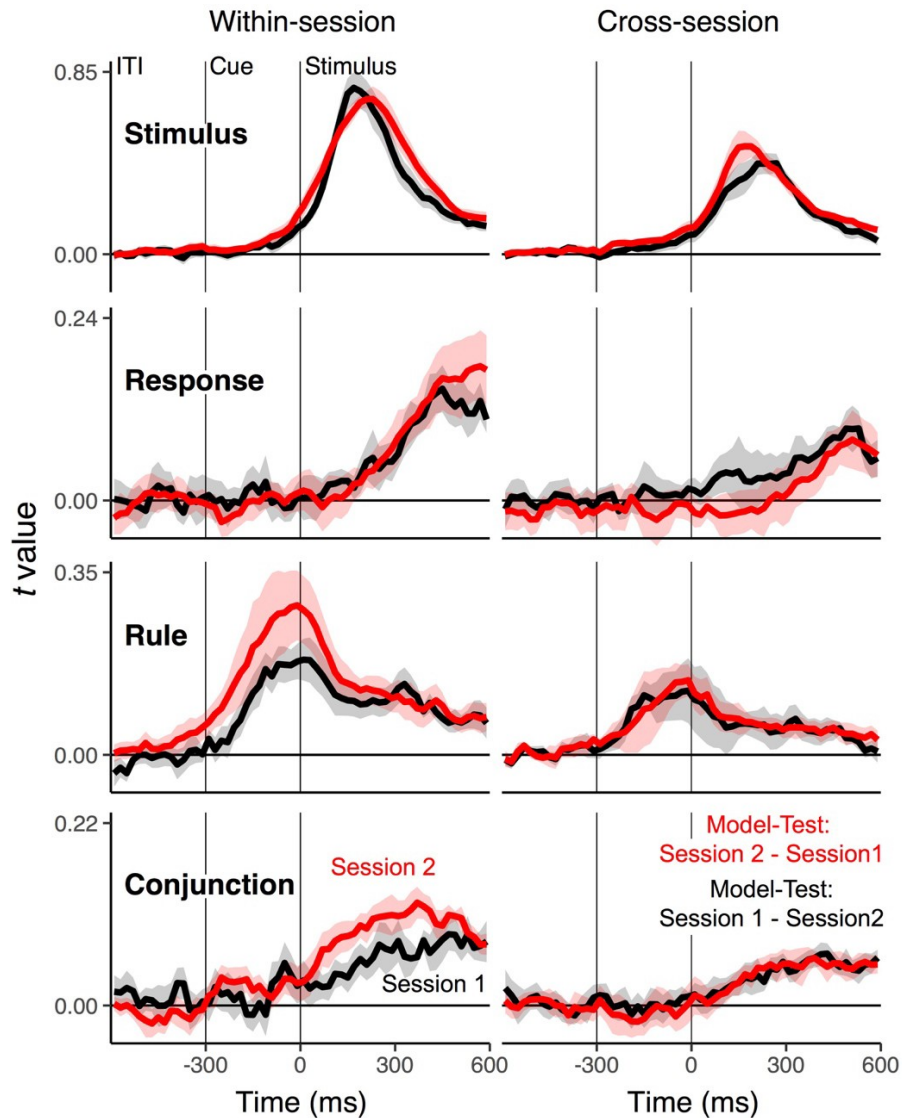 Within-session
Cross-session
ITI
Cue
Stimulus
0.85
Stimulus
0.00
0.24
Response
0.00
t value
0.35
Rule
0.00
0.22
Conjunction
Session 2
Session 1
0.00
Model-Test:
Session 2 - Session1
Model-Test:
Session 1 - Session2
-300
0
300
600
-300
0
300
600
Time (ms)
Time (ms)